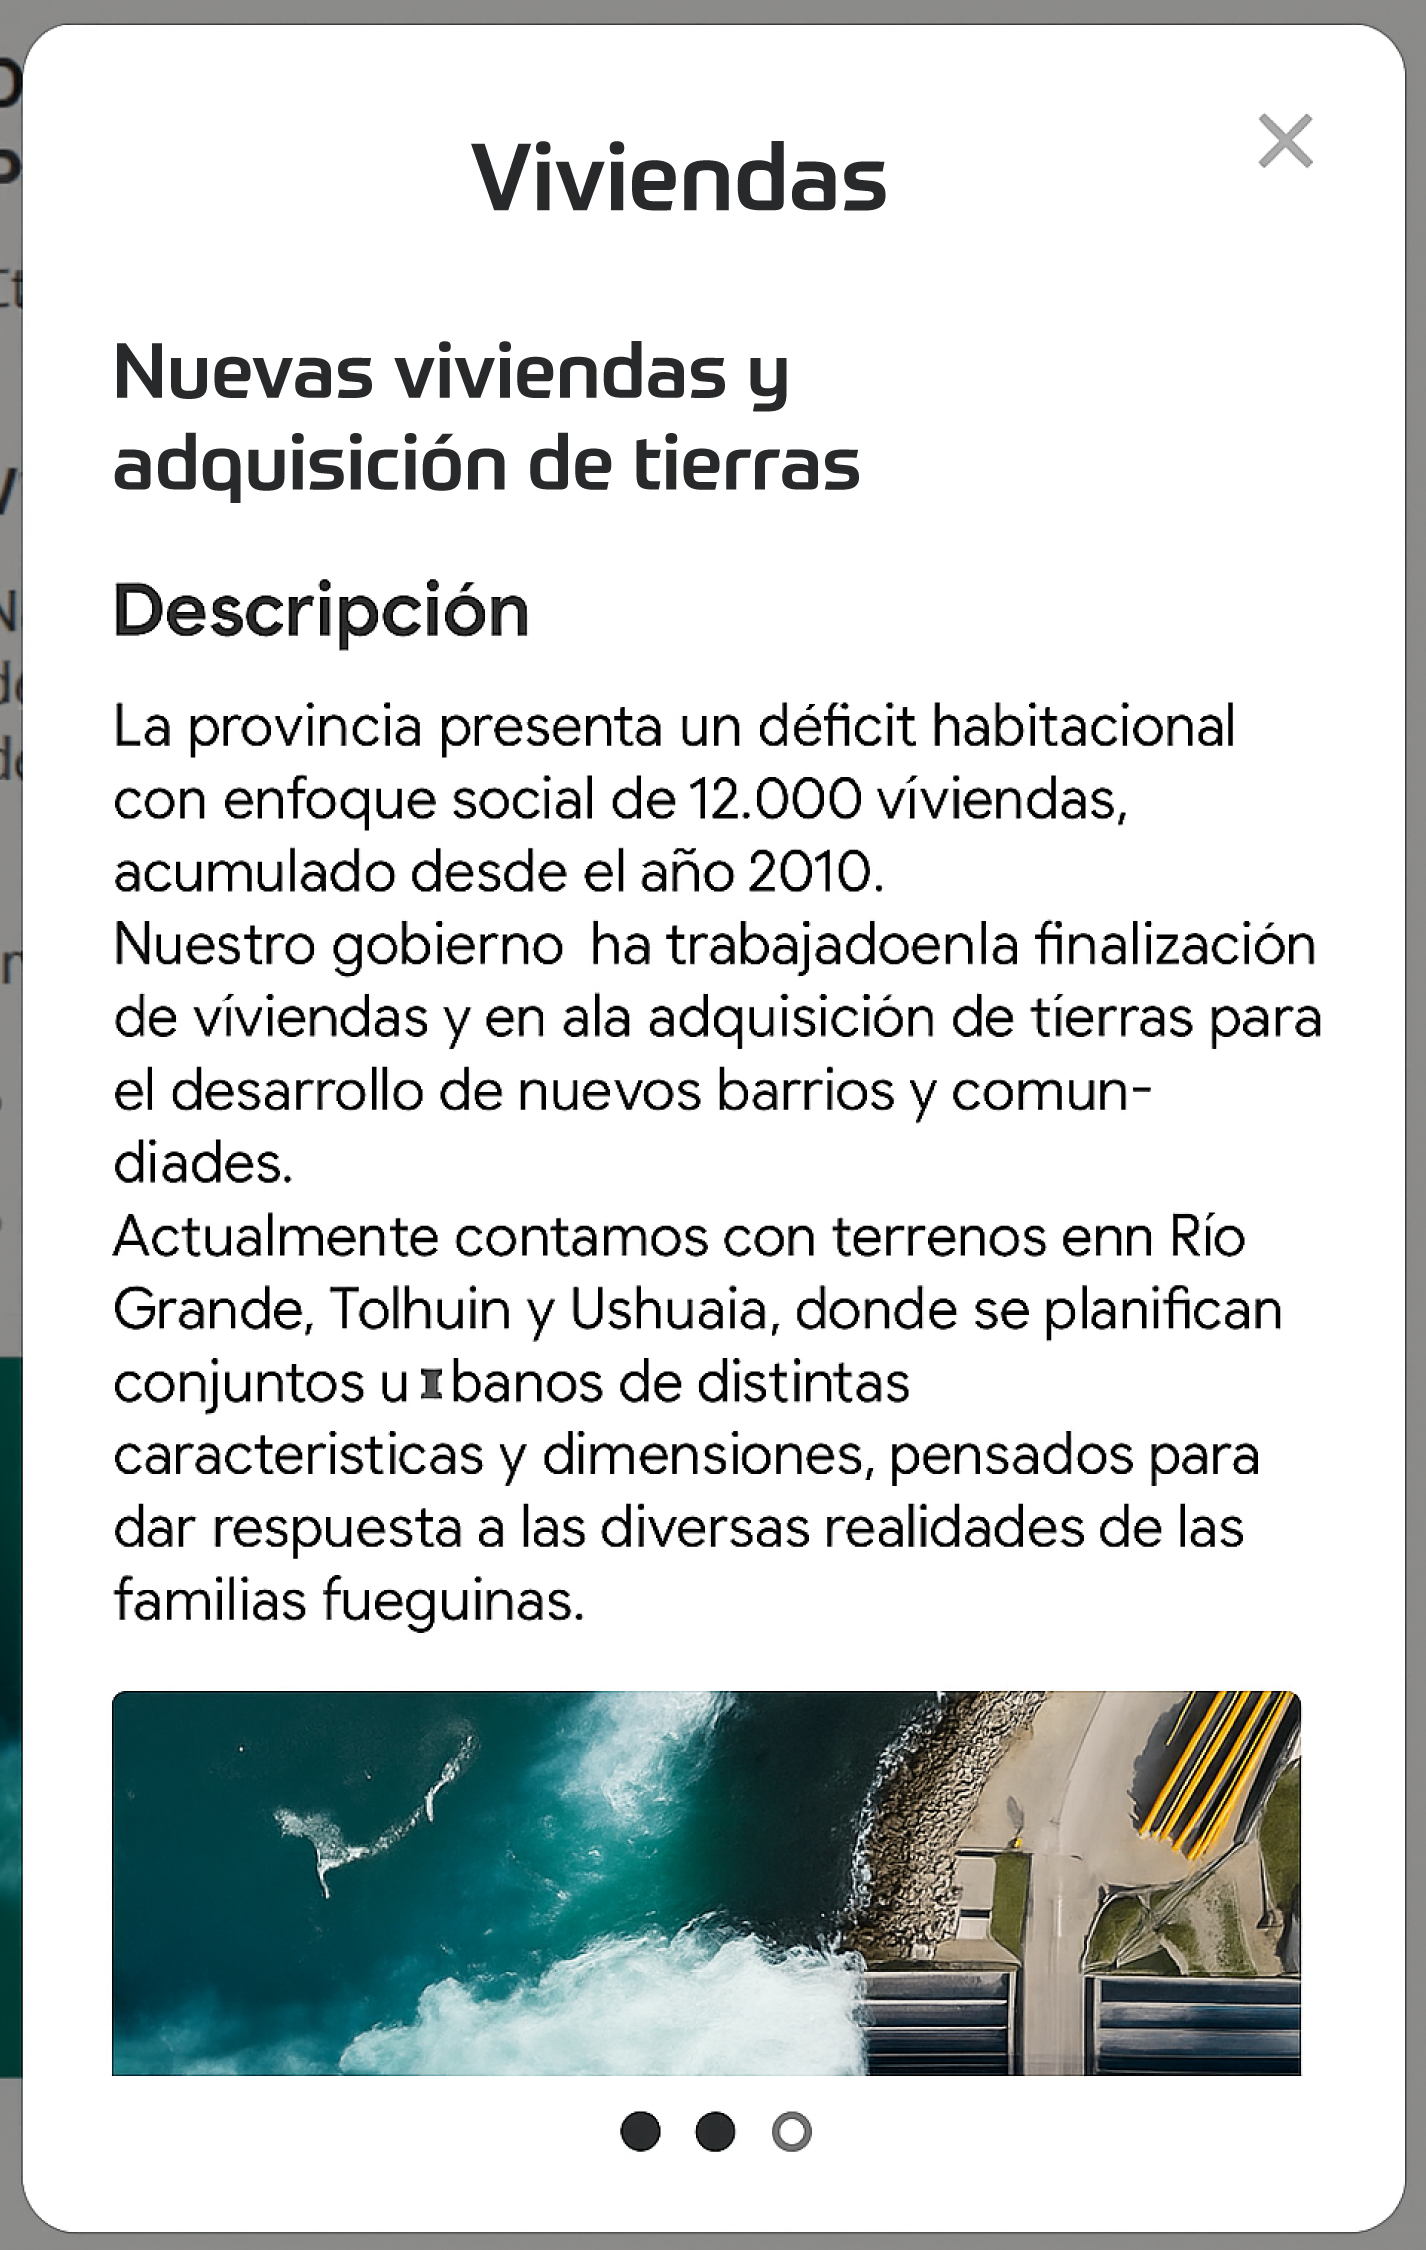 Viviendas
Nuevas viviendas y
adquisición de tierras
Descripción
La provincia presenta un déficit habitacional
con enfoque social de 12.000 víviendas,
acumulado desde el año 2010.
Nuestro gobierno ha trabajadoenla finalización
de víviendas y en ala adquisición de tíerras para
el desarrollo de nuevos barrios y comun-
diades.
Actualmente contamos con terrenos enn Río
Grande, Tolhuin y Ushuaia, donde se planifican
conjuntos u banos de distintas
caracteristicas y dimensiones, pensados para
dar respuesta a las diversas realidades de las
familias fueguinas.